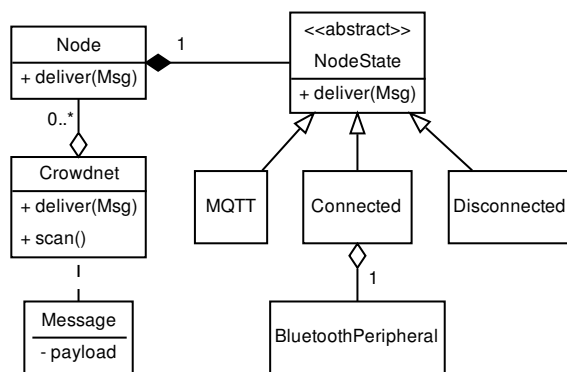 Node
+ deliver(Msg)
1
<<abstract>>
NodeState
+ deliver(Msg)
0..*
Crowdnet
+ deliver(Msg)
+ scan()
MQTT
Connected
Disconnected
1
Message
- payload
BluetoothPeripheral